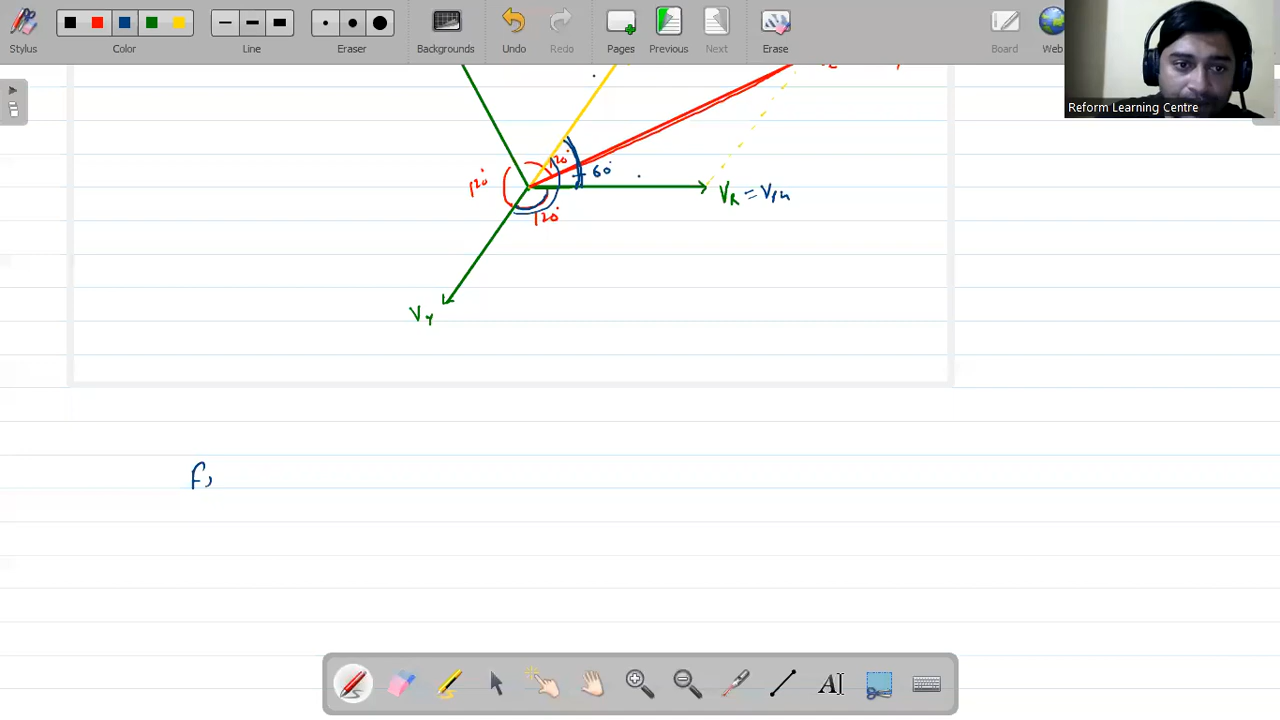 Stylus Color Line Eraser Backgrounds Undo Redo Pages Previous Next Erase Board Web
Reform Learning Centre
120°
60°
120°
V_R = V_Ph
120°
V_Y